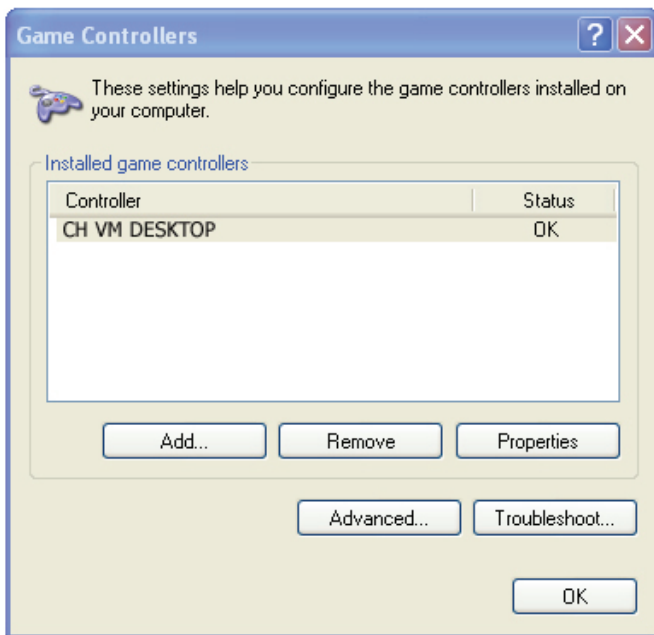 Game Controllers
These settings help you configure the game controllers installed on
your computer.
Installed game controllers
Controller Status
CH VM DESKTOP OK
Add... Remove Properties
Advanced... Troubleshoot...
OK